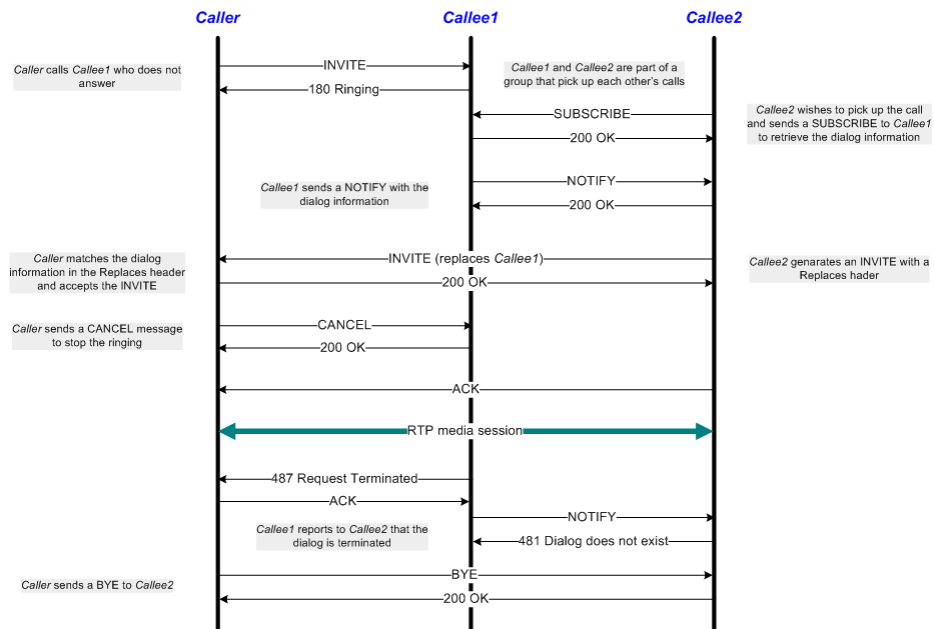 Caller
Callee1
Callee2
INVITE
Caller calls Callee1 who does not
answer
Callee1 and Callee2 are part of a
group that pick up each other's calls
180 Ringing
SUBSCRIBE
Callee2 wishes to pick up the call
and sends a SUBSCRIBE to Callee1
to retrieve the dialog information
200 OK
NOTIFY
Callee1 sends a NOTIFY with the
dialog information
200 OK
Caller matches the dialog
information in the Replaces header
and accepts the INVITE
INVITE (replaces Callee1)
Callee2 genarates an INVITE with a
Replaces hader
200 OK
Caller sends a CANCEL message
to stop the ringing
CANCEL
200 OK
ACK
RTP media session
487 Request Terminated
ACK
NOTIFY
Callee1 reports to Callee2 that the
dialog is terminated
481 Dialog does not exist
Caller sends a BYE to Callee2
BYE
200 OK